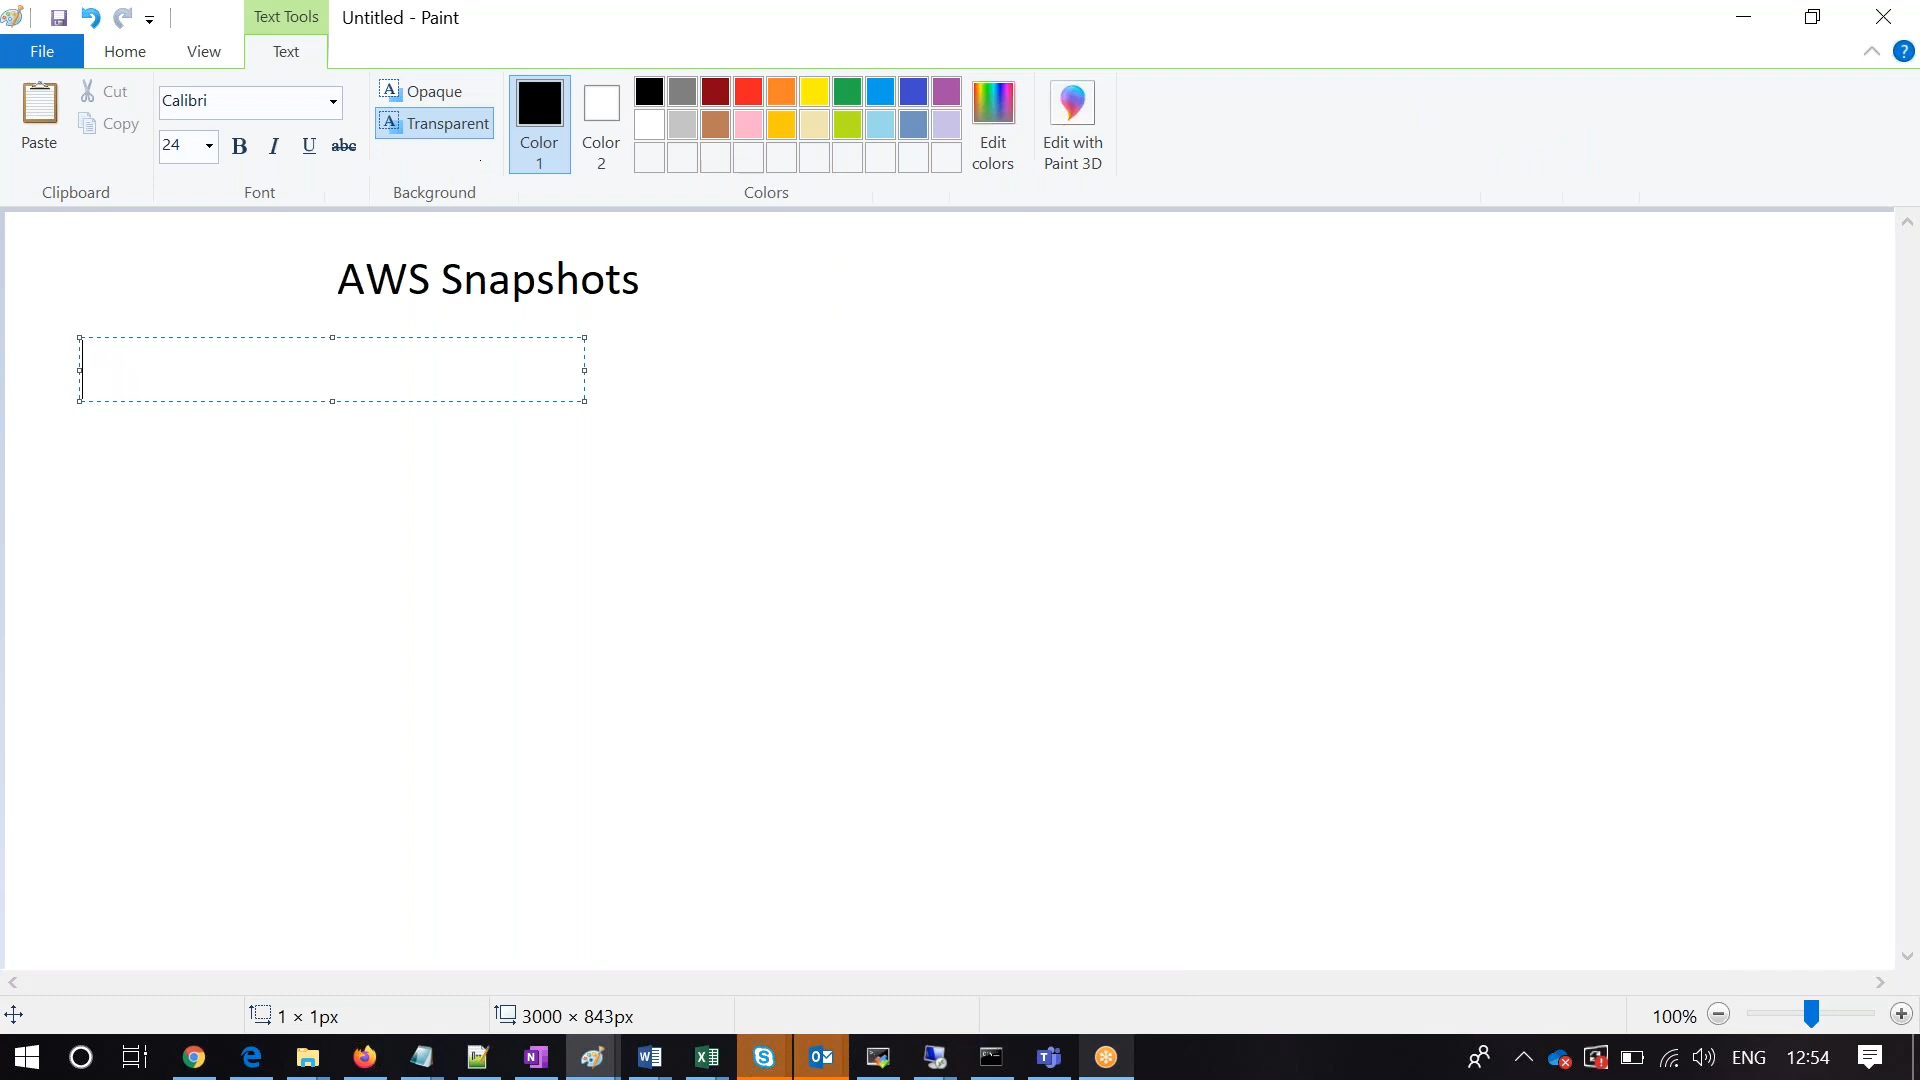 Text Tools
Untitled - Paint
File
Home
View
Text
Paste
Cut
Copy
Clipboard
Calibri
24
B
I
U
abc
Font
A Opaque
A Transparent
Background
Color
1
Color
2
Colors
Edit
colors
Edit with
Paint 3D
?
AWS Snapshots
1 × 1px
3000 × 843px
100%
ENG
12:54